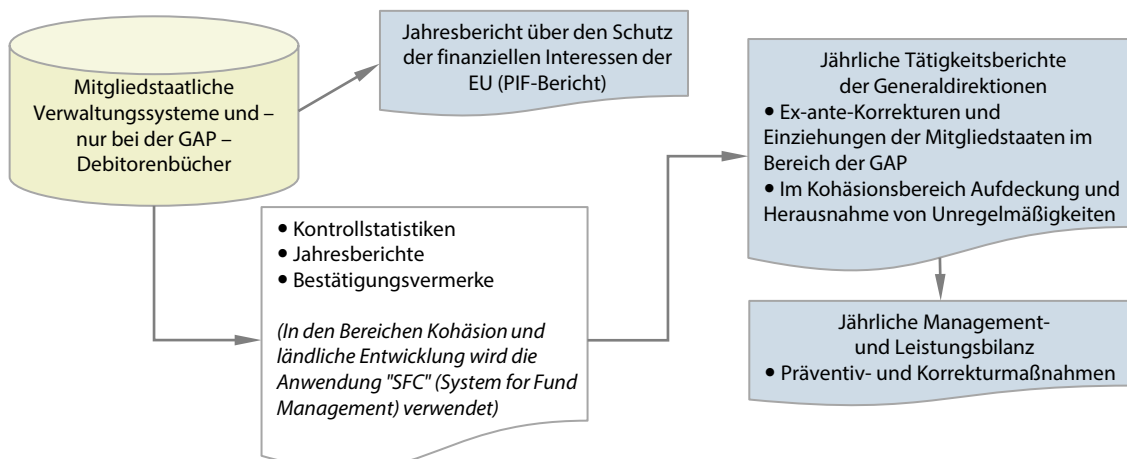 Mitgliedstaatliche
Verwaltungssysteme und –
nur bei der GAP –
Debitorenbücher
Jahresbericht über den Schutz
der finanziellen Interessen der
EU (PIF-Bericht)
Jährliche Tätigkeitsberichte
der Generaldirektionen
• Ex-ante-Korrekturen und
Einziehungen der Mitgliedstaaten im
Bereich der GAP
• Im Kohäsionsbereich Aufdeckung und
Herausnahme von Unregelmäßigkeiten
• Kontrollstatistiken
• Jahresberichte
• Bestätigungsvermerke
(In den Bereichen Kohäsion und
ländliche Entwicklung wird die
Anwendung "SFC" (System for Fund
Management) verwendet)
Jährliche Management-
und Leistungsbilanz
• Präventiv- und Korrekturmaßnahmen